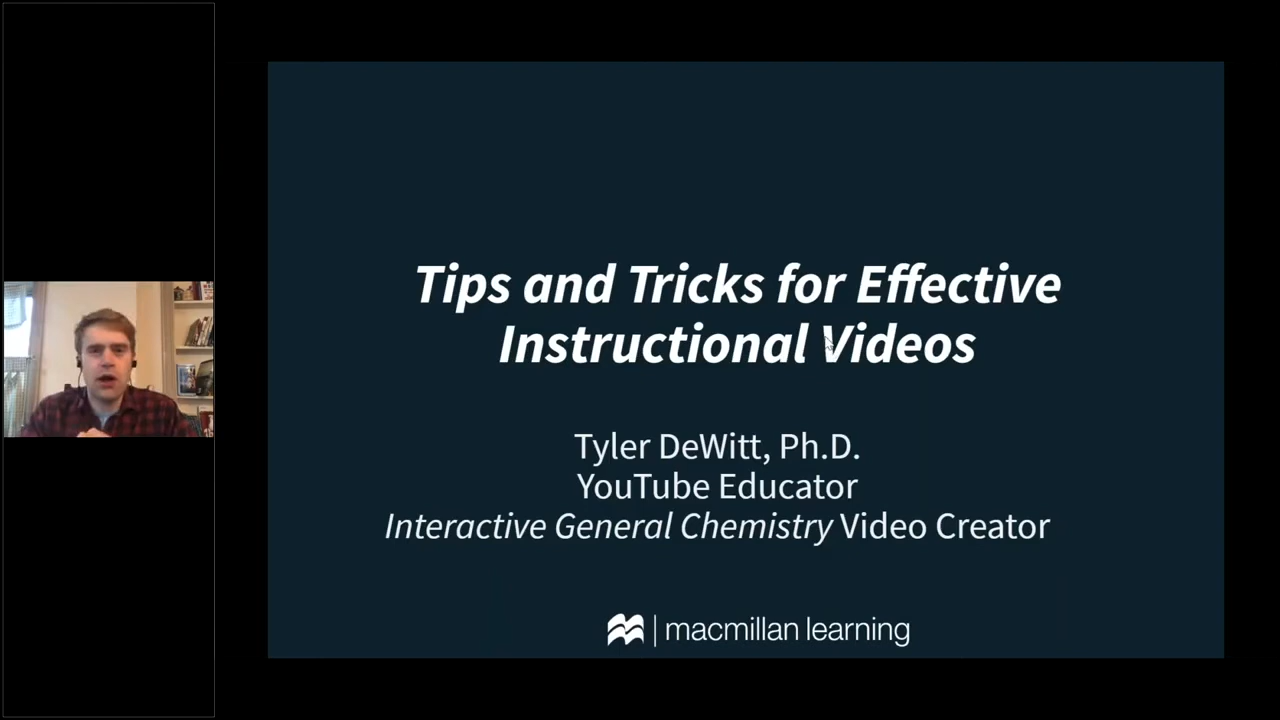 Tips and Tricks for Effective
Instructional Videos
Tyler DeWitt, Ph.D.
YouTube Educator
Interactive General Chemistry Video Creator
macmillan learning